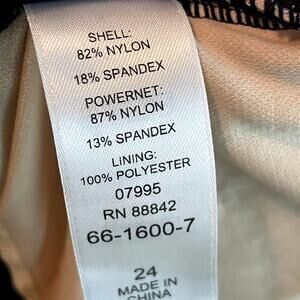 SHELL:
82% NYLON
18% SPANDEX
POWERNET:
87% NYLON
13% SPANDEX
LINING:
100% POLYESTER
07995
RN 88842
66-1600-7
24
MADE IN
CHINA